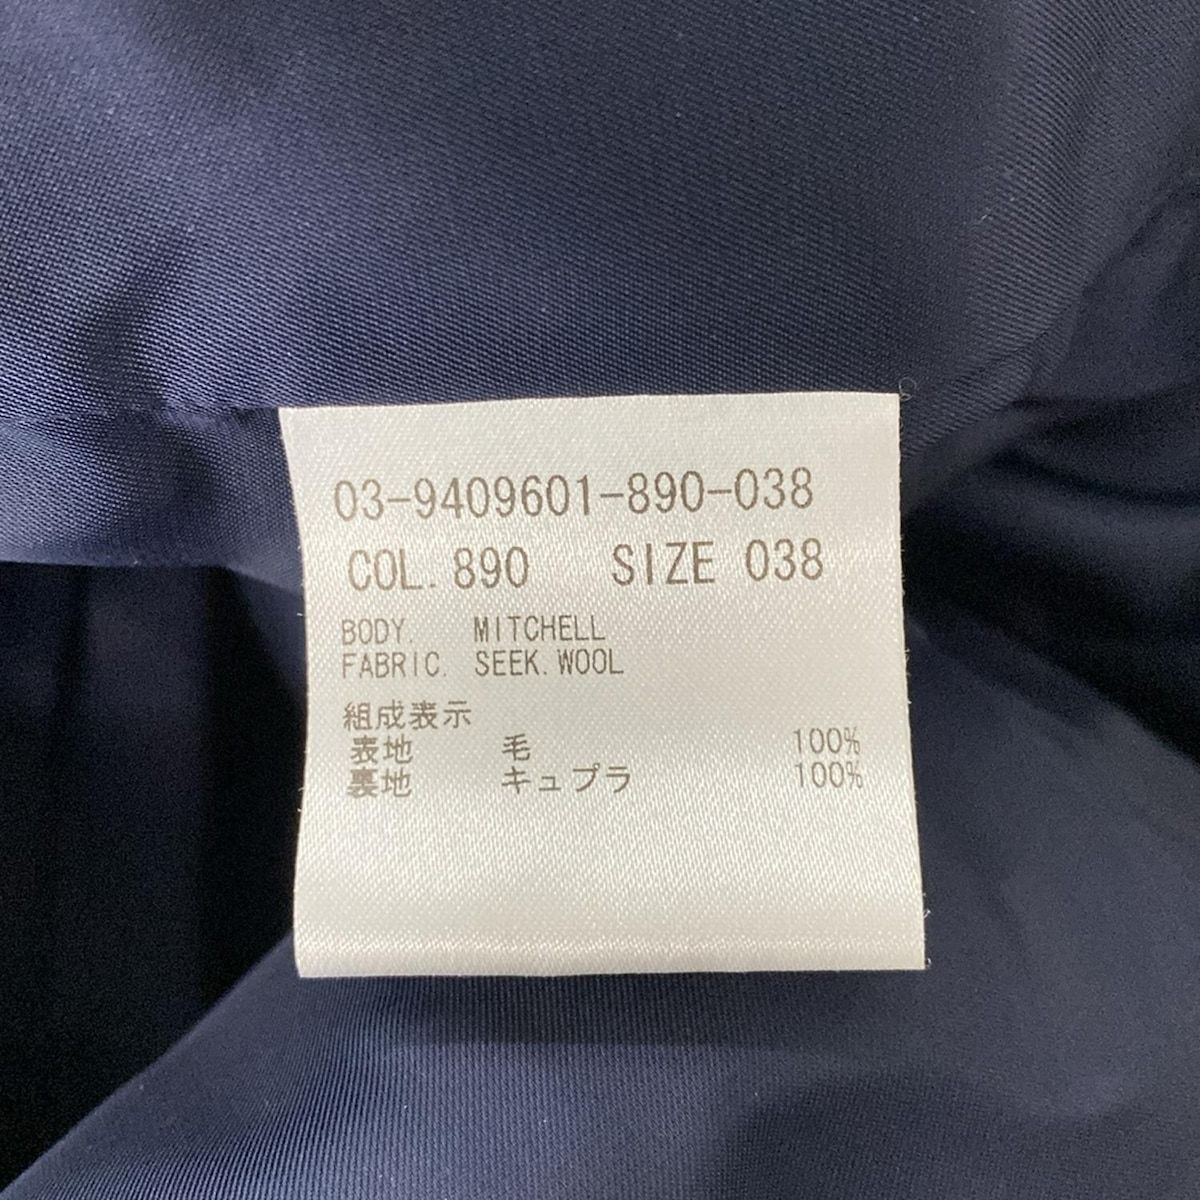 03-9409601-890-038
COL. 890 SIZE 038
BODY. MITCHELL
FABRIC. SEEK.WOOL
組成表示
表地 毛 100%
裏地 キュプラ 100%